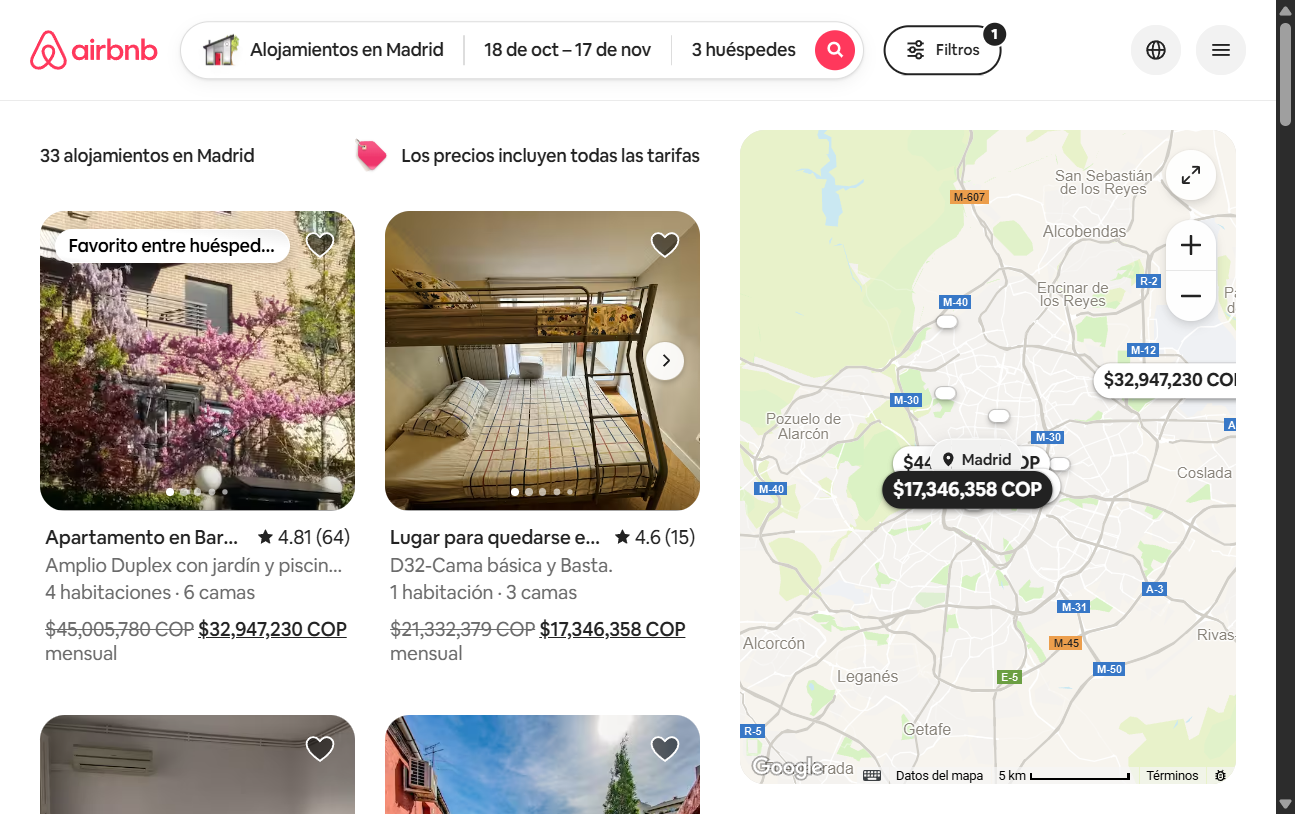 airbnb
Alojamientos en Madrid
18 de oct – 17 de nov
3 huéspedes
Filtros
1
33 alojamientos en Madrid
Los precios incluyen todas las tarifas
Favorito entre huésped...
Apartamento en Bar...
4.81 (64)
Amplio Duplex con jardín y piscin...
4 habitaciones · 6 camas
$45,005,780 COP $32,947,230 COP
mensual
Lugar para quedarse e...
4.6 (15)
D32-Cama básica y Basta.
1 habitación · 3 camas
$21,332,379 COP $17,346,358 COP
mensual
San Sebastián
de los Reyes
M-607
Alcobendas
R-2
Encinar de
los Reyes
M-40
M-12
$32,947,230 CO
M-30
Pozuelo de
Alarcón
M-30
Madrid
$44
OP
Coslada
M-40
$17,346,358 COP
A-3
M-31
Rivas
Alcorcón
M-45
M-50
Leganés
E-5
Getafe
R-5
Google
rada
Datos del mapa
5 km
Términos